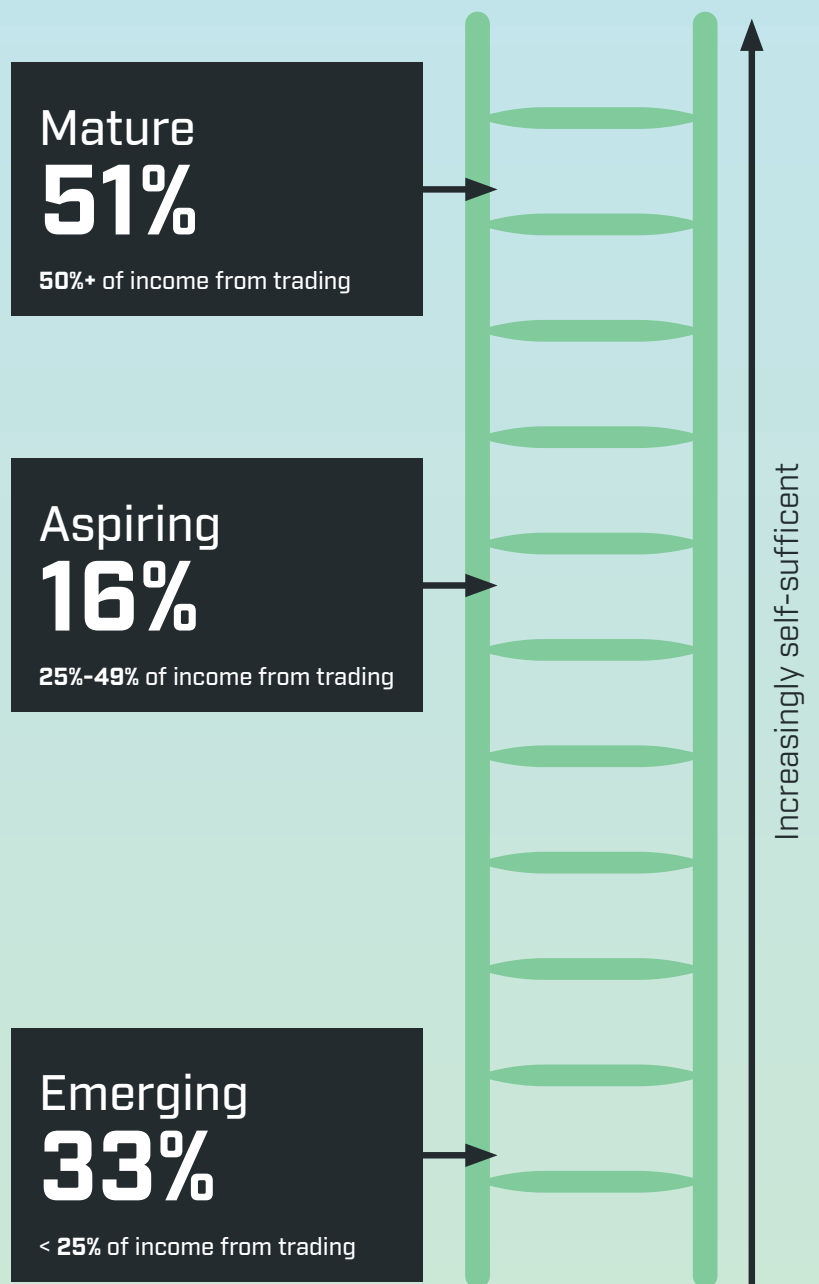 Mature
51%
50%+ of income from trading
Aspiring
16%
25%-49% of income from trading
Increasingly self-sufficent
Emerging
33%
< 25% of income from trading